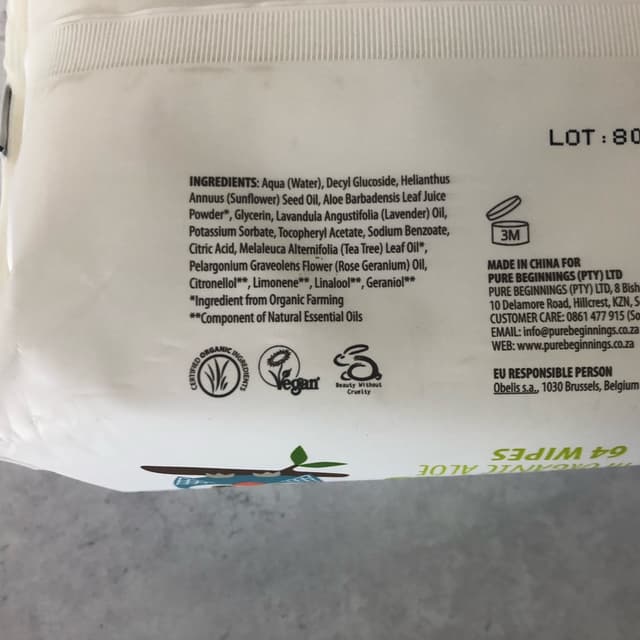 LOT:80
INGREDIENTS: Aqua (Water), Decyl Glucoside, Helianthus
Annuus (Sunflower) Seed Oil, Aloe Barbadensis Leaf Juice
Powder*, Glycerin, Lavandula Angustifolia (Lavender) Oil,
Potassium Sorbate, Tocopheryl Acetate, Sodium Benzoate,
Citric Acid, Melaleuca Alternifolia (Tea Tree) Leaf Oil*,
Pelargonium Graveolens Flower (Rose Geranium) Oil,
Citronellol**, Limonene**, Linalool**, Geraniol**
*Ingredient from Organic Farming
**Component of Natural Essential Oils
CERTIFIED ORGANIC INGREDIENTS
Vegan
Beauty Without
Cruelty
3M
MADE IN CHINA FOR
PURE BEGINNINGS (PTY) LTD
PURE BEGINNINGS (PTY) LTD, 8 Bish
10 Delamore Road, Hillcrest, KZN, S
CUSTOMER CARE: 0861 477 915 (So
EMAIL: info@purebeginnings.co.za
WEB: www.purebeginnings.co.za
EU RESPONSIBLE PERSON
Obelis s.a., 1030 Brussels, Belgium
64 WIPES
ORGANIC ALOE